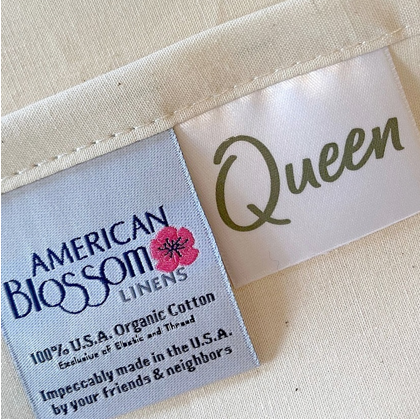 Queen
AMERICAN
BlOSSOM
LINENS
100% U.S.A. Organic Cotton
Exclusive of Elastic and Thread
Impeccably made in the U.S.A.
by your friends & neighbors